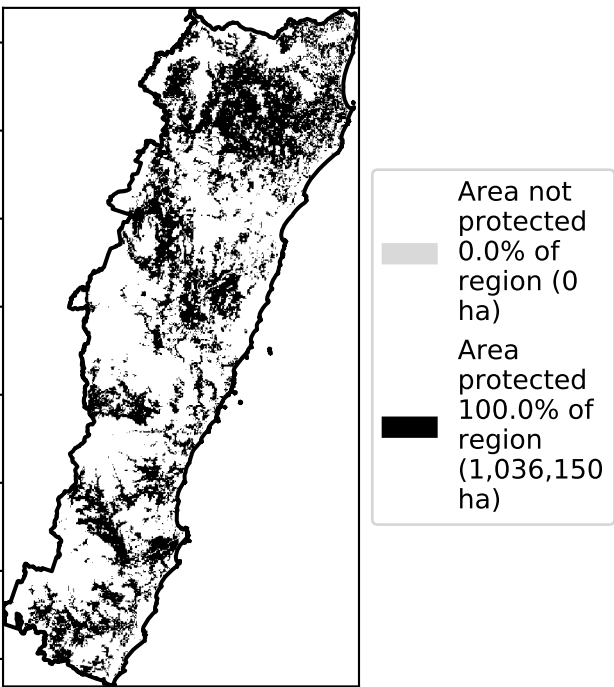 Area not
protected
0.0% of
region (0
ha)
Area
protected
100.0% of
region
(1,036,150
ha)